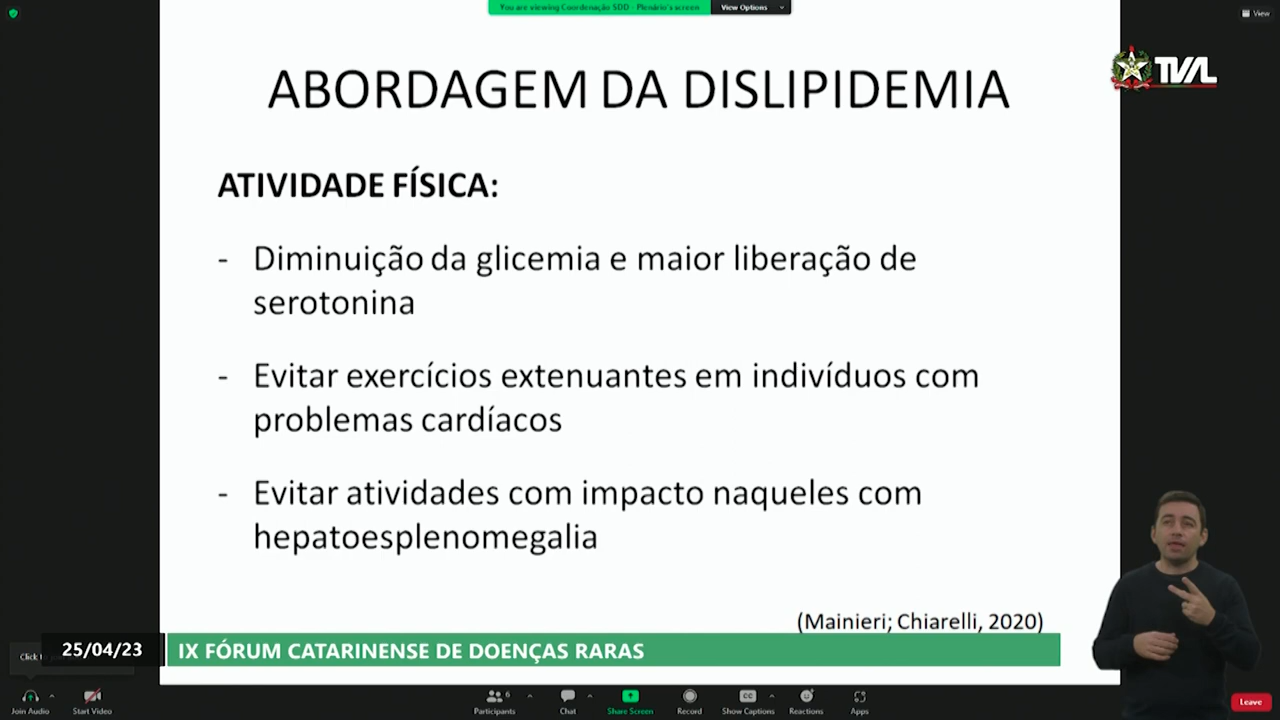 You are viewing Coordenação SDD - Plenário's screen
View Options
View
TVAL
ABORDAGEM DA DISLIPIDEMIA
ATIVIDADE FÍSICA:
- Diminuição da glicemia e maior liberação de
serotonina
- Evitar exercícios extenuantes em indivíduos com
problemas cardíacos
- Evitar atividades com impacto naqueles com
hepatoesplenomegalia
(Mainieri; Chiarelli, 2020)
25/04/23
IX FÓRUM CATARINENSE DE DOENÇAS RARAS
Join Audio
Start Video
Participants
6
Chat
Share Screen
Record
CC
Show Captions
Reactions
Apps
Leave